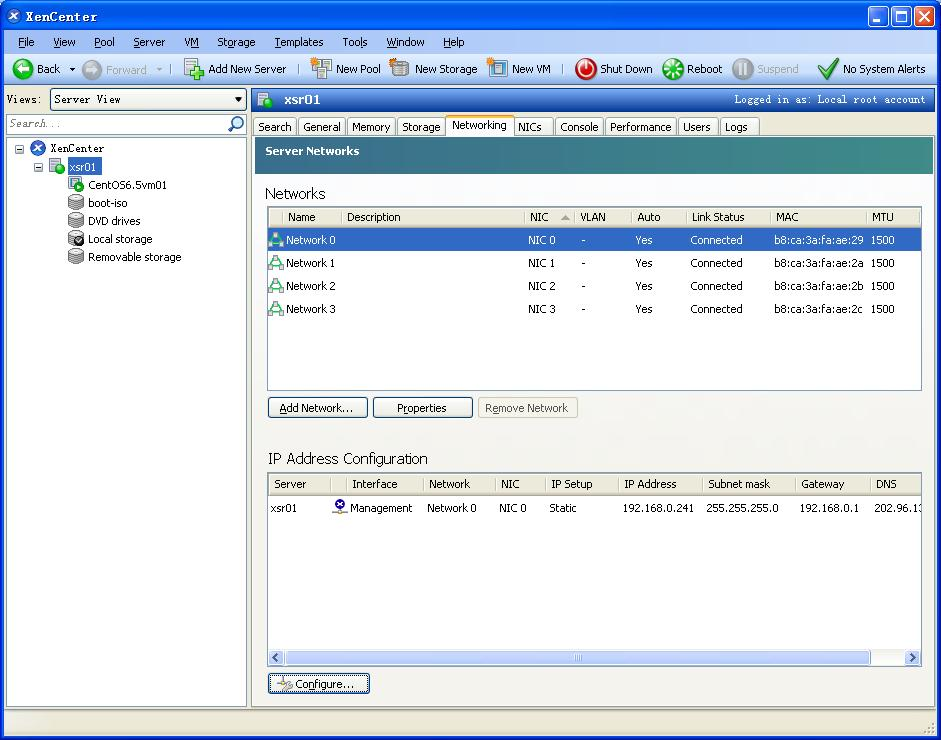 XenCenter
File View Pool Server VM Storage Templates Tools Window Help
Back Forward Add New Server New Pool New Storage New VM Shut Down Reboot Suspend No System Alerts
Views: Server View
Search...
XenCenter
xsr01
CentOS6.5vm01
boot-iso
DVD drives
Local storage
Removable storage
xsr01 Logged in as: Local root account
Search General Memory Storage Networking NICs Console Performance Users Logs
Server Networks
Networks
Name Description NIC VLAN Auto Link Status MAC MTU
Network 0 NIC 0 - Yes Connected b8:ca:3a:fa:ae:29 1500
Network 1 NIC 1 - Yes Connected b8:ca:3a:fa:ae:2a 1500
Network 2 NIC 2 - Yes Connected b8:ca:3a:fa:ae:2b 1500
Network 3 NIC 3 - Yes Connected b8:ca:3a:fa:ae:2c 1500
Add Network... Properties Remove Network
IP Address Configuration
Server Interface Network NIC IP Setup IP Address Subnet mask Gateway DNS
xsr01 Management Network 0 NIC 0 Static 192.168.0.241 255.255.255.0 192.168.0.1
Configure...